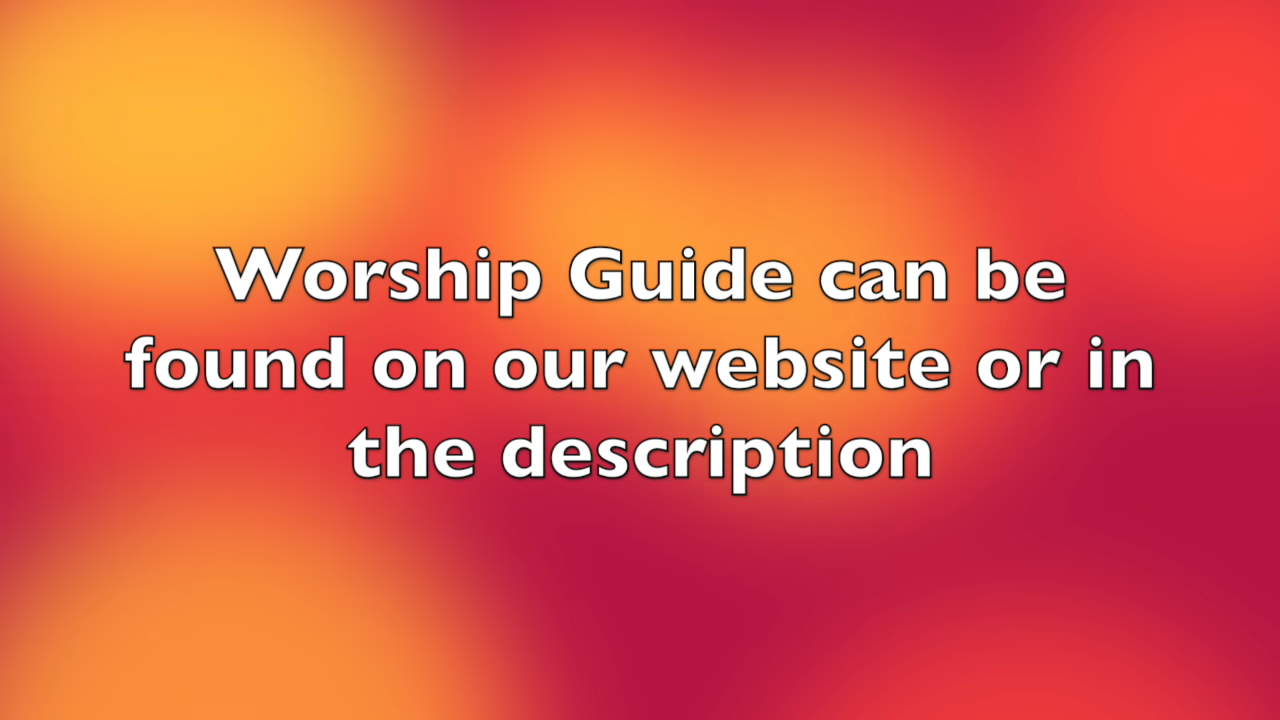 Worship Guide can be
found on our website or in
the description